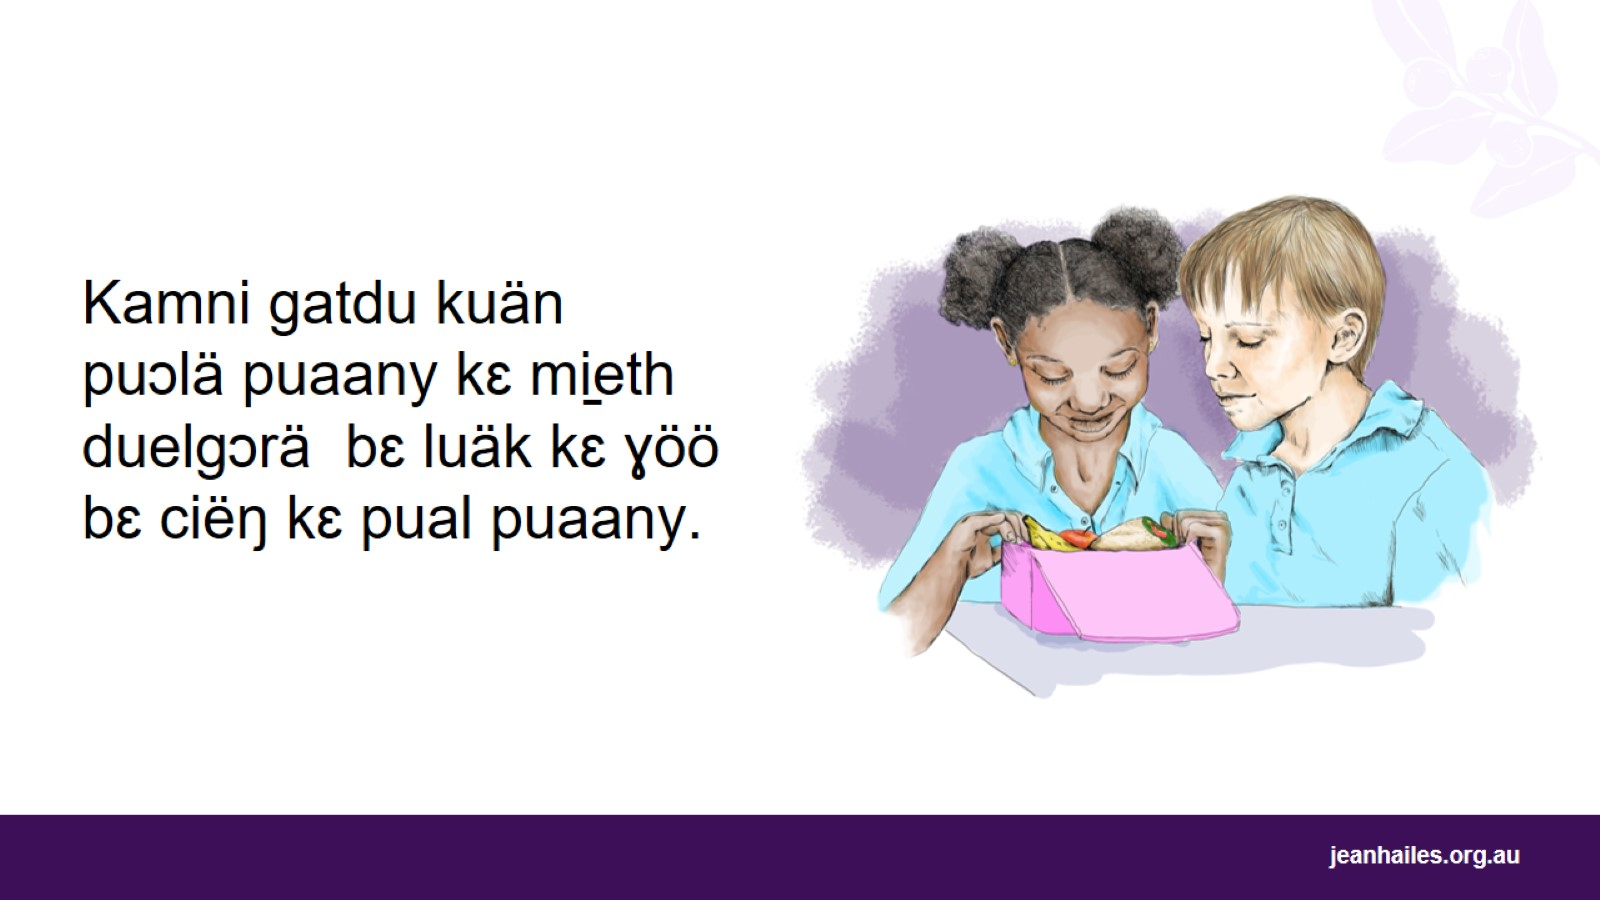 Kamni gatdu kuän
puɔlä puaany kɛ mi̱eth
duelgɔrä  bɛ luäk kɛ ɣöö
bɛ ciëŋ kɛ pual puaany.
jeanhailes.org.au